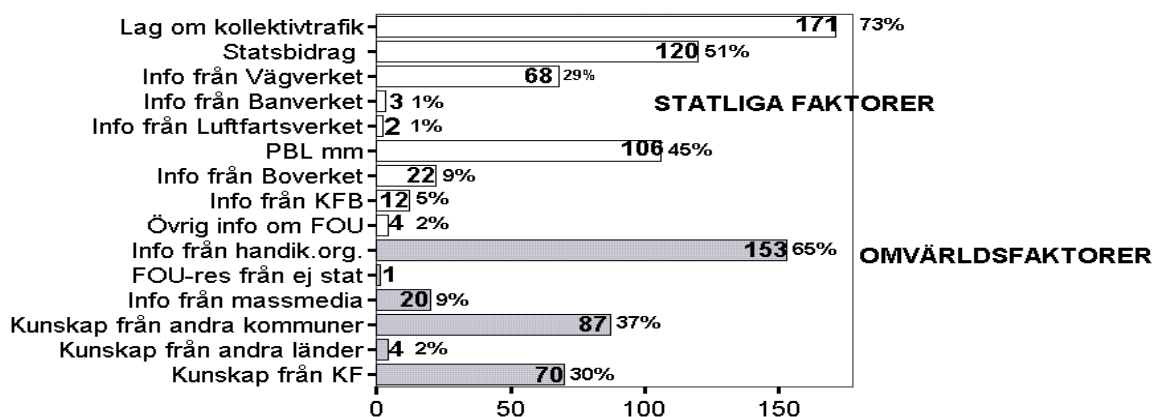 Lag om kollektivtrafik 171 73%
Statsbidrag 120 51%
Info från Vägverket 68 29%
Info från Banverket 3 1% STATLIGA FAKTORER
Info från Luftfartsverket 2 1%
PBL mm 106 45%
Info från Boverket 22 9%
Info från KFB 12 5%
Övrig info om FOU 4 2%
Info från handik.org. 153 65% OMVÄRLDSFAKTORER
FOU-res från ej stat 1
Info från massmedia 20 9%
Kunskap från andra kommuner 87 37%
Kunskap från andra länder 4 2%
Kunskap från KF 70 30%
0 50 100 150